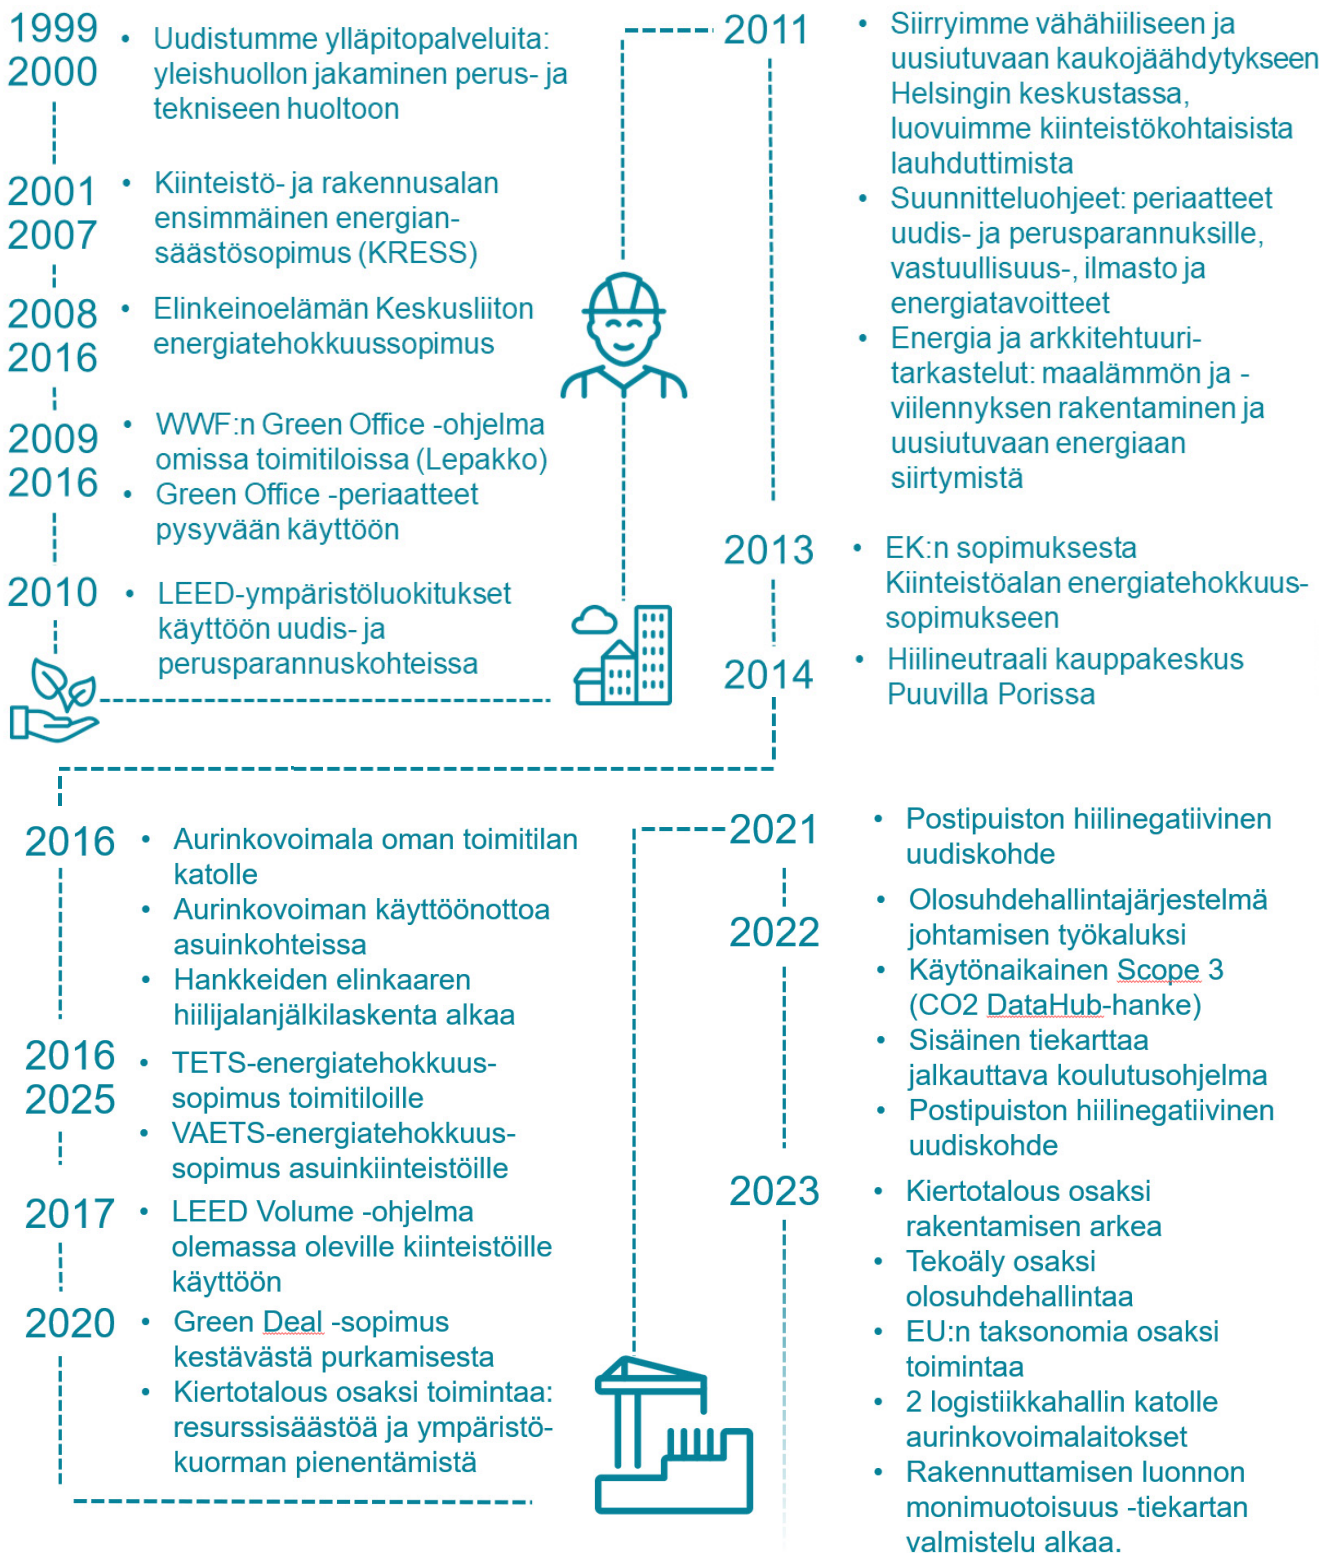 1999
2000
• Uudistumme ylläpitopalveluita:
yleishuollon jakaminen perus- ja
tekniseen huoltoon
2001
2007
• Kiinteistö- ja rakennusalan
ensimmäinen energian-
säästösopimus (KRESS)
2008
2016
• Elinkeinoelämän Keskusliiton
energiatehokkuussopimus
2009
2016
• WWF:n Green Office -ohjelma
omissa toimitiloissa (Lepakko)
• Green Office -periaatteet
pysyvään käyttöön
2010
• LEED-ympäristöluokitukset
käyttöön uudis- ja
perusparannuskohteissa
2011
• Siirryimme vähähiiliseen ja
uusiutuvaan kaukojäähdytykseen
Helsingin keskustassa,
luovuimme kiinteistökohtaisista
lauhduttimista
• Suunnitteluohjeet: periaatteet
uudis- ja perusparannuksille,
vastuullisuus-, ilmasto ja
energiatavoitteet
• Energia ja arkkitehtuuri-
tarkastelut: maalämmön ja -
viilennyksen rakentaminen ja
uusiutuvaan energiaan
siirtymistä
2013
• EK:n sopimuksesta
Kiinteistöalan energiatehokkuus-
sopimukseen
2014
• Hiilineutraali kauppakeskus
Puuvilla Porissa
2016
• Aurinkovoimala oman toimitilan
katolle
• Aurinkovoiman käyttöönottoa
asuinkohteissa
• Hankkeiden elinkaaren
hiilijalanjälkilaskenta alkaa
2016
2025
• TETS-energiatehokkuus-
sopimus toimitiloille
• VAETS-energiatehokkuus-
sopimus asuinkiinteistöille
2017
• LEED Volume -ohjelma
olemassa oleville kiinteistöille
käyttöön
2020
• Green Deal -sopimus
kestävästä purkamisesta
• Kiertotalous osaksi toimintaa:
resurssisäästöä ja ympäristö-
kuorman pienentämistä
2021
• Postipuiston hiilinegatiivinen
uudiskohde
2022
• Olosuhdehallintajärjestelmä
johtamisen työkaluksi
• Käytönaikainen Scope 3
(CO2 DataHub-hanke)
• Sisäinen tiekarttaa
jalkauttava koulutusohjelma
• Postipuiston hiilinegatiivinen
uudiskohde
2023
• Kiertotalous osaksi
rakentamisen arkea
• Tekoäly osaksi
olosuhdehallintaa
• EU:n taksonomia osaksi
toimintaa
• 2 logistiikkahallin katolle
aurinkovoimalaitokset
• Rakennuttamisen luonnon
monimuotoisuus -tiekartan
valmistelu alkaa.